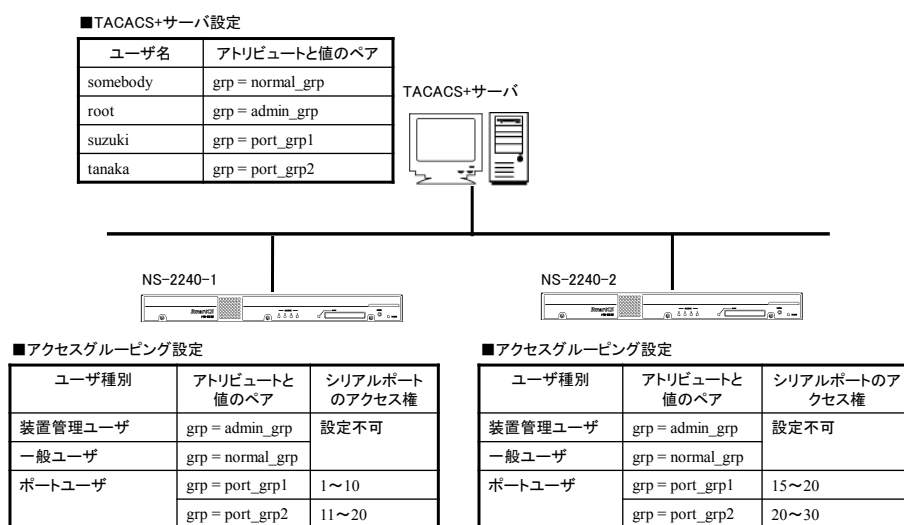 ■TACACS+サーバ設定
ユーザ名 アトリビュートと値のペア
somebody grp = normal_grp
root grp = admin_grp
suzuki grp = port_grp1
tanaka grp = port_grp2
TACACS+サーバ
NS-2240-1
NS-2240-2
■アクセスグルーピング設定
ユーザ種別 アトリビュートと
値のペア シリアルポート
のアクセス権
装置管理ユーザ grp = admin_grp 設定不可
一般ユーザ grp = normal_grp
ポートユーザ grp = port_grp1 1～10
grp = port_grp2 11～20
■アクセスグルーピング設定
ユーザ種別 アトリビュートと
値のペア シリアルポートのア
クセス権
装置管理ユーザ grp = admin_grp 設定不可
一般ユーザ grp = normal_grp
ポートユーザ grp = port_grp1 15～20
grp = port_grp2 20～30